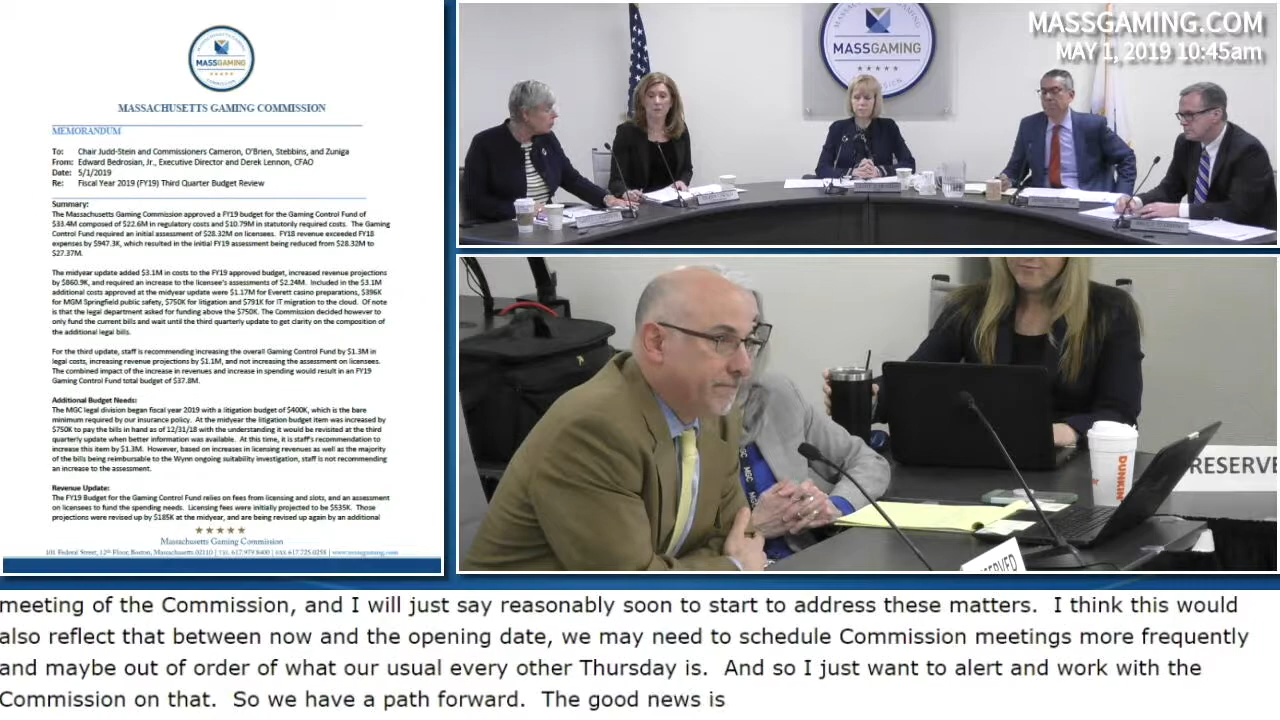 MASSGAMING
MASSACHUSETTS GAMING COMMISSION
MEMORANDUM
To: Chair Judd-Stein and Commissioners Cameron, O'Brien, Stebbins, and Zuniga
From: Edward Bedrosian, Jr., Executive Director and Derek Lennon, CFAO
Date: 5/1/2019
Re: Fiscal Year 2019 (FY19) Third Quarter Budget Review
Summary:
The Massachusetts Gaming Commission approved a FY19 budget for the Gaming Control Fund of
$33.4M composed of $22.6M in regulatory costs and $10.79M in statutorily required costs. The Gaming
Control Fund required an initial assessment of $28.32M on licensees. FY18 revenue exceeded FY18
expenses by $947.3K, which resulted in the initial FY19 assessment being reduced from $28.32M to
$27.37M.
The midyear update added $3.1M in costs to the FY19 approved budget, increased revenue projections
by $860.9K, and required an increase to the licensee's assessments of $2.24M. Included in the $3.1M
additional costs approved at the midyear update were $1.17M for Everett casino preparations, $396K
for MGM Springfield public safety, $750K for litigation and $791K for IT migration to the cloud. Of note
is that the legal department asked for funding above the $750K. The Commission decided however to
only fund the current bills and wait until the third quarterly update to get clarity on the composition of
the additional legal bills.
For the third update, staff is recommending increasing the overall Gaming Control Fund by $1.3M in
legal costs, increasing revenue projections by $1.1M, and not increasing the assessment on licensees.
The combined impact of the increase in revenues and increase in spending would result in an FY19
Gaming Control Fund total budget of $37.8M.
Additional Budget Needs:
The MGC legal division began fiscal year 2019 with a litigation budget of $400K, which is the bare
minimum required by our insurance policy. At the midyear the litigation budget item was increased by
$750K to pay the bills in hand as of 12/31/18 with the understanding it would be revisited at the third
quarterly update when better information was available. At this time, it is staff's recommendation to
increase this item by $1.3M. However, based on increases in licensing revenues as well as the majority
of the bills being reimbursable to the Wynn ongoing suitability investigation, staff is not recommending
an increase to the assessment.
Revenue Update:
The FY19 Budget for the Gaming Control Fund relies on fees from licensing and slots, and an assessment
on licensees to fund the spending needs. Licensing fees were initially projected to be $535K. Those
projections were revised up by $185K at the midyear, and are being revised up again by an additional
Massachusetts Gaming Commission
101 Federal Street, 12th Floor, Boston, Massachusetts 02110 | TEL 617.979.8400 | FAX 617.725.0258 | www.massgaming.com
MASSGAMING
MASSGAMING.COM
MAY 1, 2019 10:45am
MGC
DUNKIN'
RESERVE
RESERVED
meeting of the Commission, and I will just say reasonably soon to start to address these matters. I think this would
also reflect that between now and the opening date, we may need to schedule Commission meetings more frequently
and maybe out of order of what our usual every other Thursday is. And so I just want to alert and work with the
Commission on that. So we have a path forward. The good news is